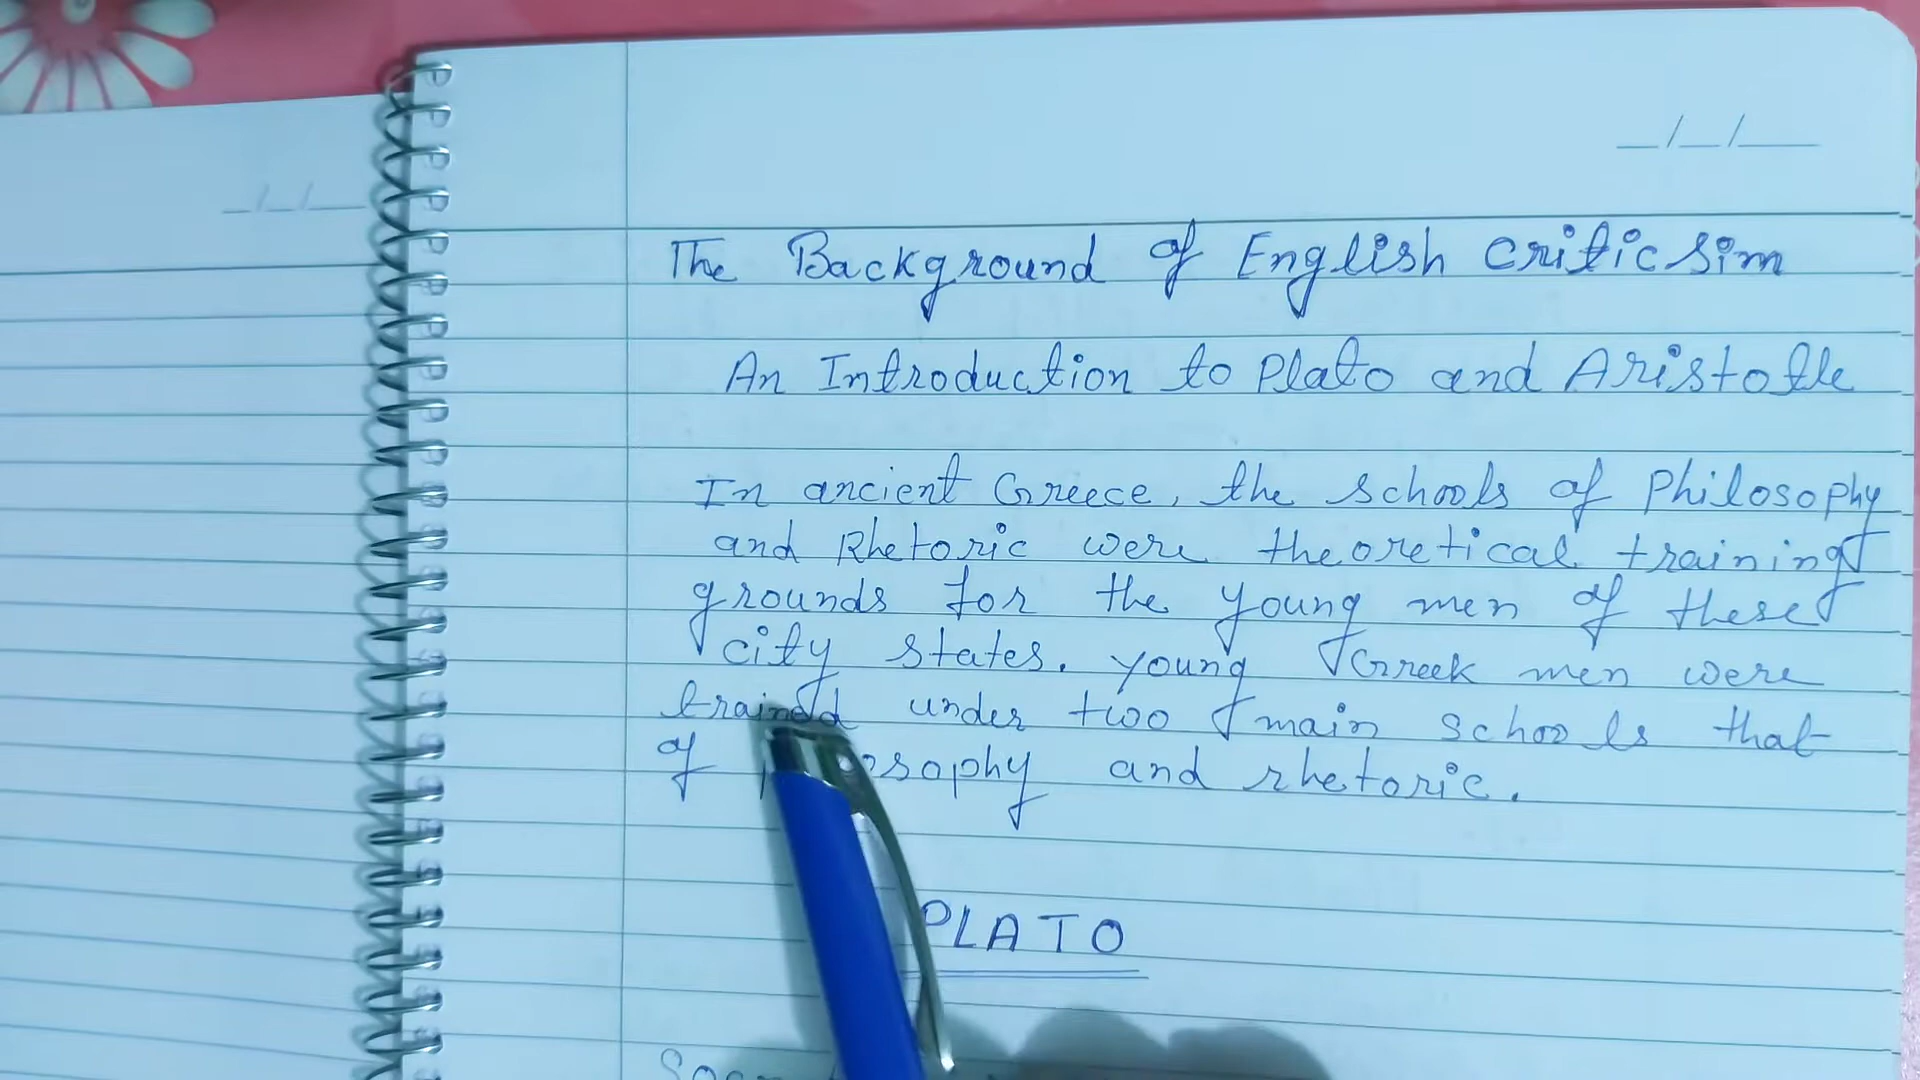 The Background of English Criticsim
An Introduction to Plato and Aristotle
In ancient Greece, the schools of Philosophy
and Rhetoric were theoretical training
grounds for the young men of these
city states. Young Greek men were
trained under two main schools that
of and rhetoric.
PLATO